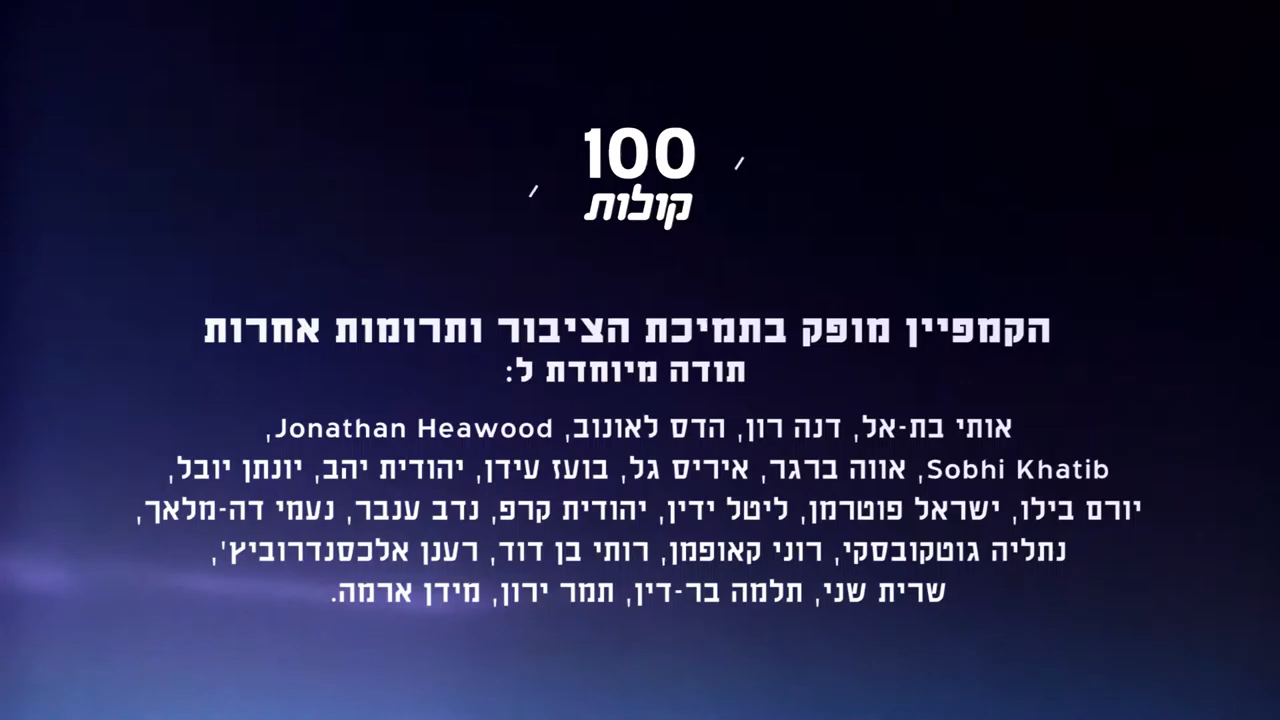 100
קולות
הקמפיין מופק בתמיכת הציבור ותרומות אחרות
תודה מיוחדת ל:
אותי בת-אל, דנה רון, הדס לאונוב, Jonathan Heawood,
Sobhi Khatib, אווה ברגר, איריס גל, בועז עידן, יהודית יהב, יונתן יובל,
יורם בילו, ישראל פוטרמן, ליטל ידין, יהודית קרפ, נדב ענבר, נעמי דה-מלאך,
נתליה גוטקובסקי, רוני קאופמן, רותי בן דוד, רענן אלכסנדרוביץ',
שרית שני, תלמה בר-דין, תמר ירון, מידן ארמה.